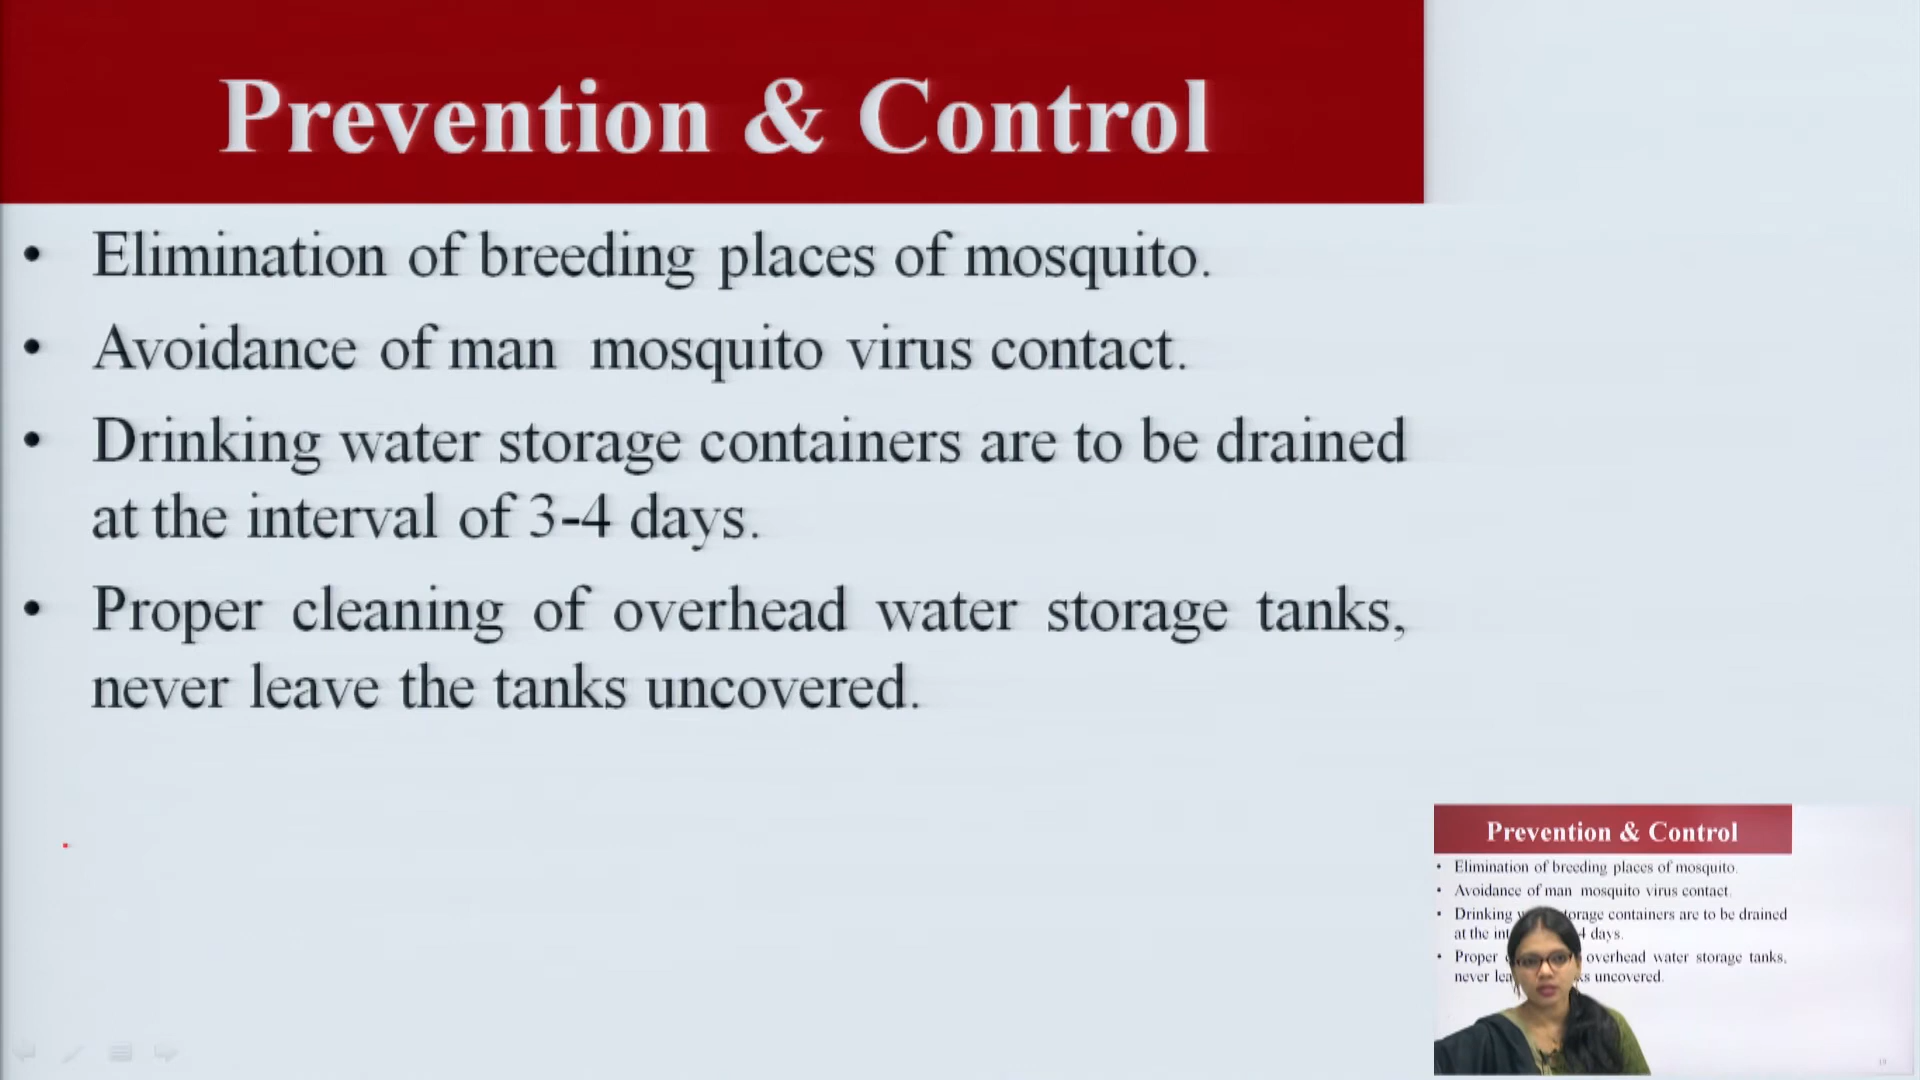 Prevention & Control
• Elimination of breeding places of mosquito.
• Avoidance of man mosquito virus contact.
• Drinking water storage containers are to be drained
at the interval of 3-4 days.
• Proper cleaning of overhead water storage tanks,
never leave the tanks uncovered.
Prevention & Control
• Elimination of breeding places of mosquito.
• Avoidance of man mosquito virus contact.
• Drinking storage containers are to be drained
at the 4 days.
• Proper overhead water storage tanks,
never uncovered.